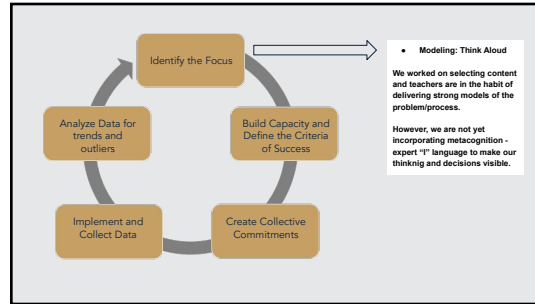 Identify the Focus
● Modeling: Think Aloud
We worked on selecting content
and teachers are in the habit of
delivering strong models of the
problem/process.
However, we are not yet
incorporating metacognition -
expert "I" language to make our
thinknig and decisions visible.
Build Capacity and
Define the Criteria
of Success
Create Collective
Commitments
Implement and
Collect Data
Analyze Data for
trends and
outliers